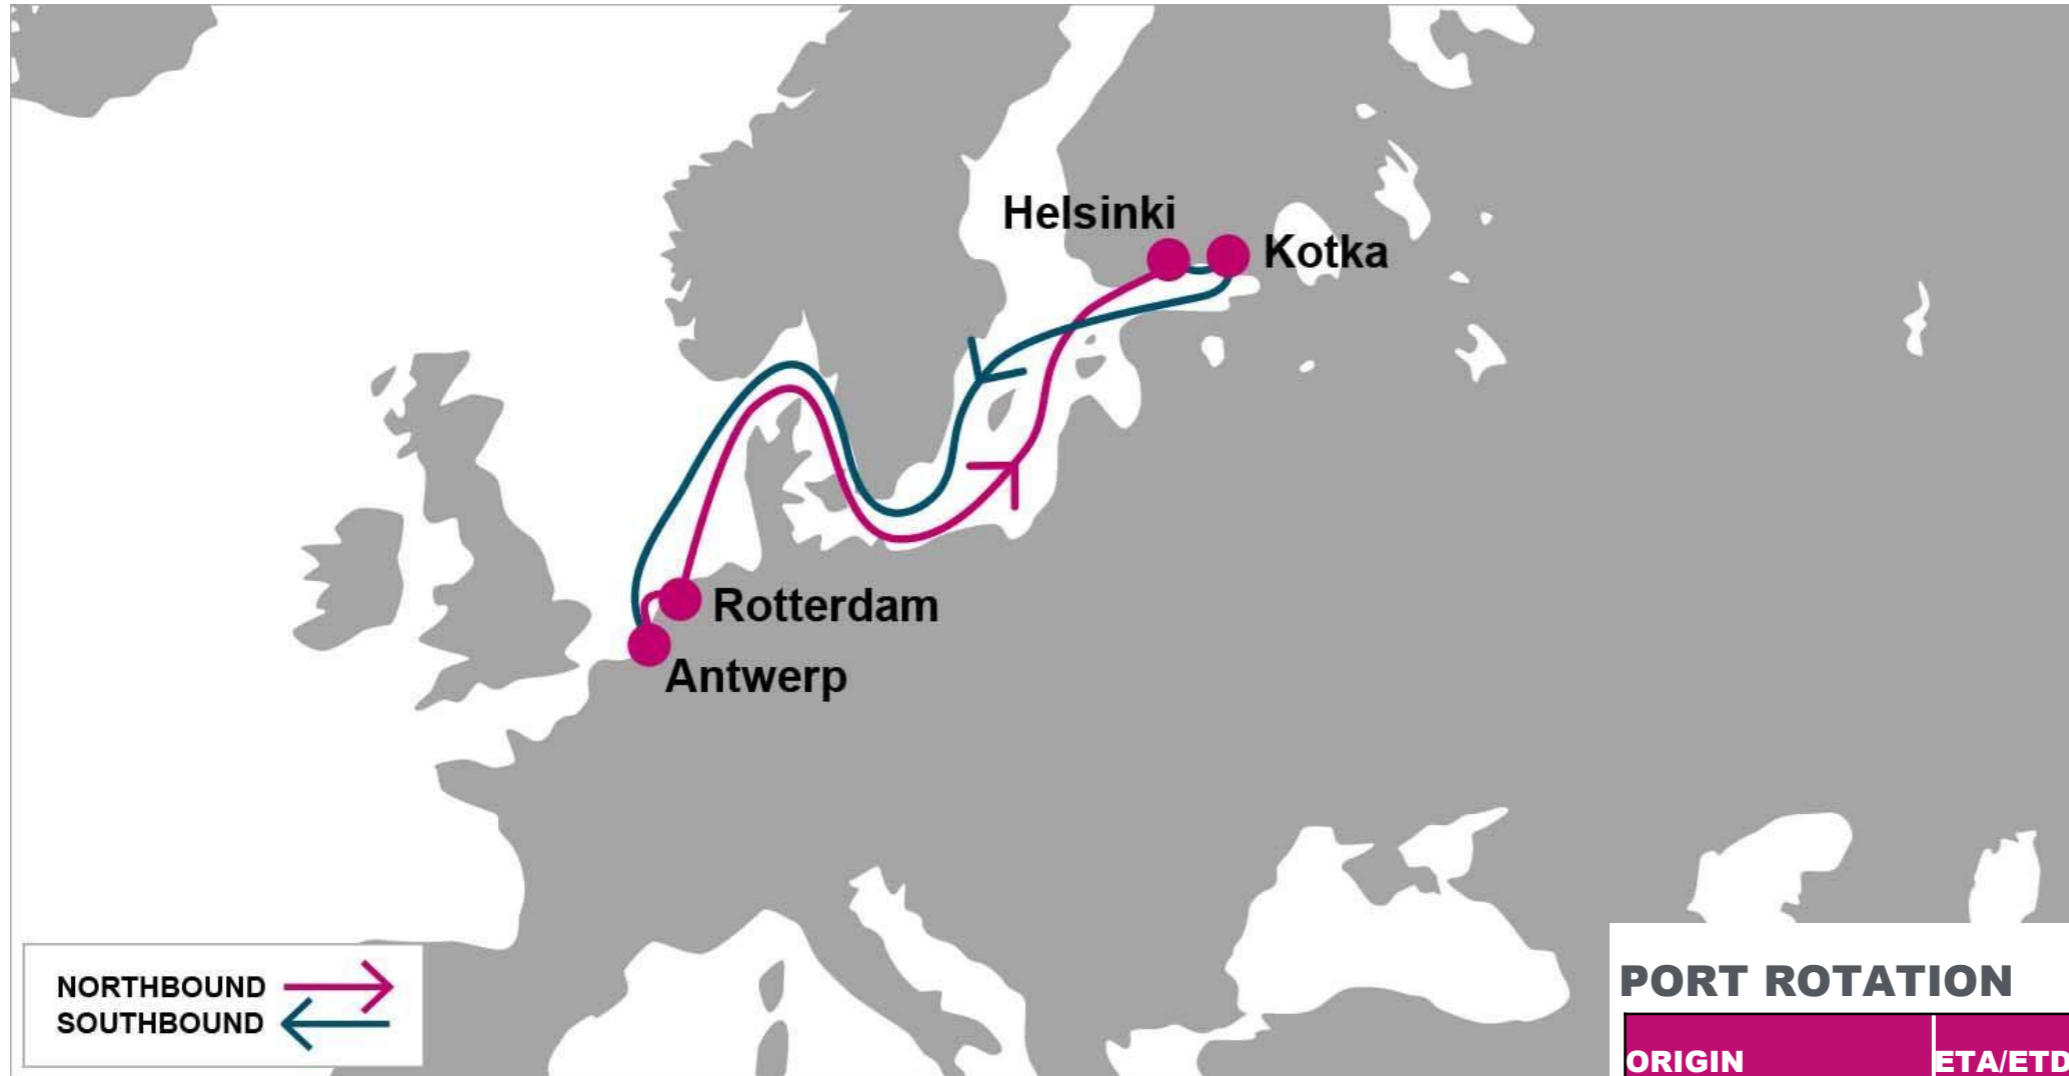 Helsinki
Kotka
Rotterdam
Antwerp
NORTHBOUND
SOUTHBOUND
PORT ROTATION
ORIGIN ETA/ETD